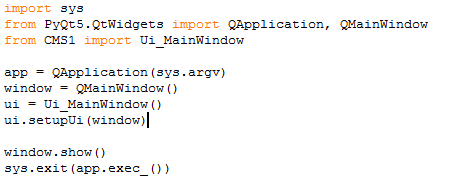 import sys
from PyQt5.QtWidgets import QApplication, QMainWindow
from CMS1 import Ui_MainWindow
app = QApplication(sys.argv)
window = QMainWindow()
ui = Ui_MainWindow()
ui.setupUi(window)
window.show()
sys.exit(app.exec_())